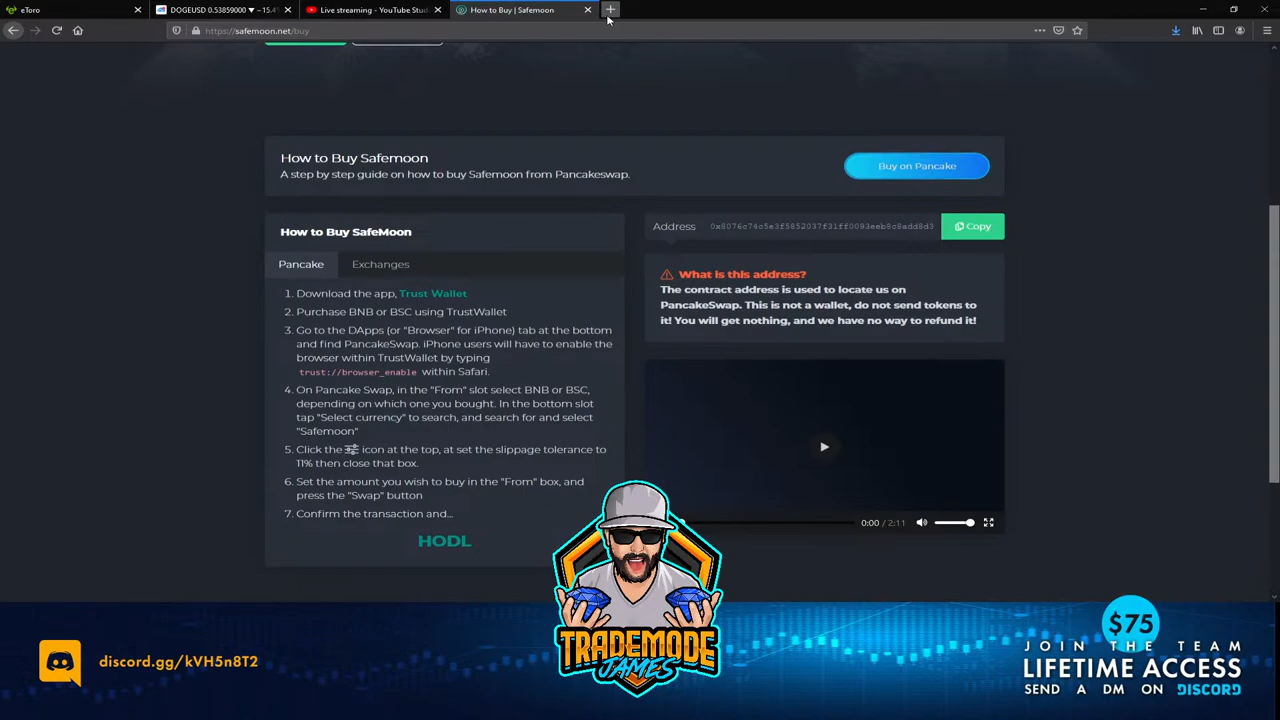 eToro
DOGEUSD 0.53859000 ▼ −15.4
Live streaming - YouTube Stud
How to Buy | Safemoon
https://safemoon.net/buy
How to Buy Safemoon
A step by step guide on how to buy Safemoon from Pancakeswap.
Buy on Pancake
How to Buy SafeMoon
Address
0x8076c74c5e3f5852037f31ff0093eeb8c8add8d3
Copy
Pancake
Exchanges
What is this address?
The contract address is used to locate us on
PancakeSwap. This is not a wallet, do not send tokens to
it! You will get nothing, and we have no way to refund it!
1. Download the app, Trust Wallet
2. Purchase BNB or BSC using TrustWallet
3. Go to the DApps (or "Browser" for iPhone) tab at the bottom
and find PancakeSwap. iPhone users will have to enable the
browser within TrustWallet by typing
trust://browser_enable within Safari.
4. On Pancake Swap, in the "From" slot select BNB or BSC,
depending on which one you bought. In the bottom slot
tap "Select currency" to search, and search for and select
"Safemoon"
5. Click the icon at the top, at set the slippage tolerance to
11% then close that box.
6. Set the amount you wish to buy in the "From" box, and
press the "Swap" button
7. Confirm the transaction and...
HODL
0:00 / 2:11
TRADEMODE
JAMES
discord.gg/kVH5n8T2
$75
JOIN THE TEAM
LIFETIME ACCESS
SEND A DM ON DISCORD